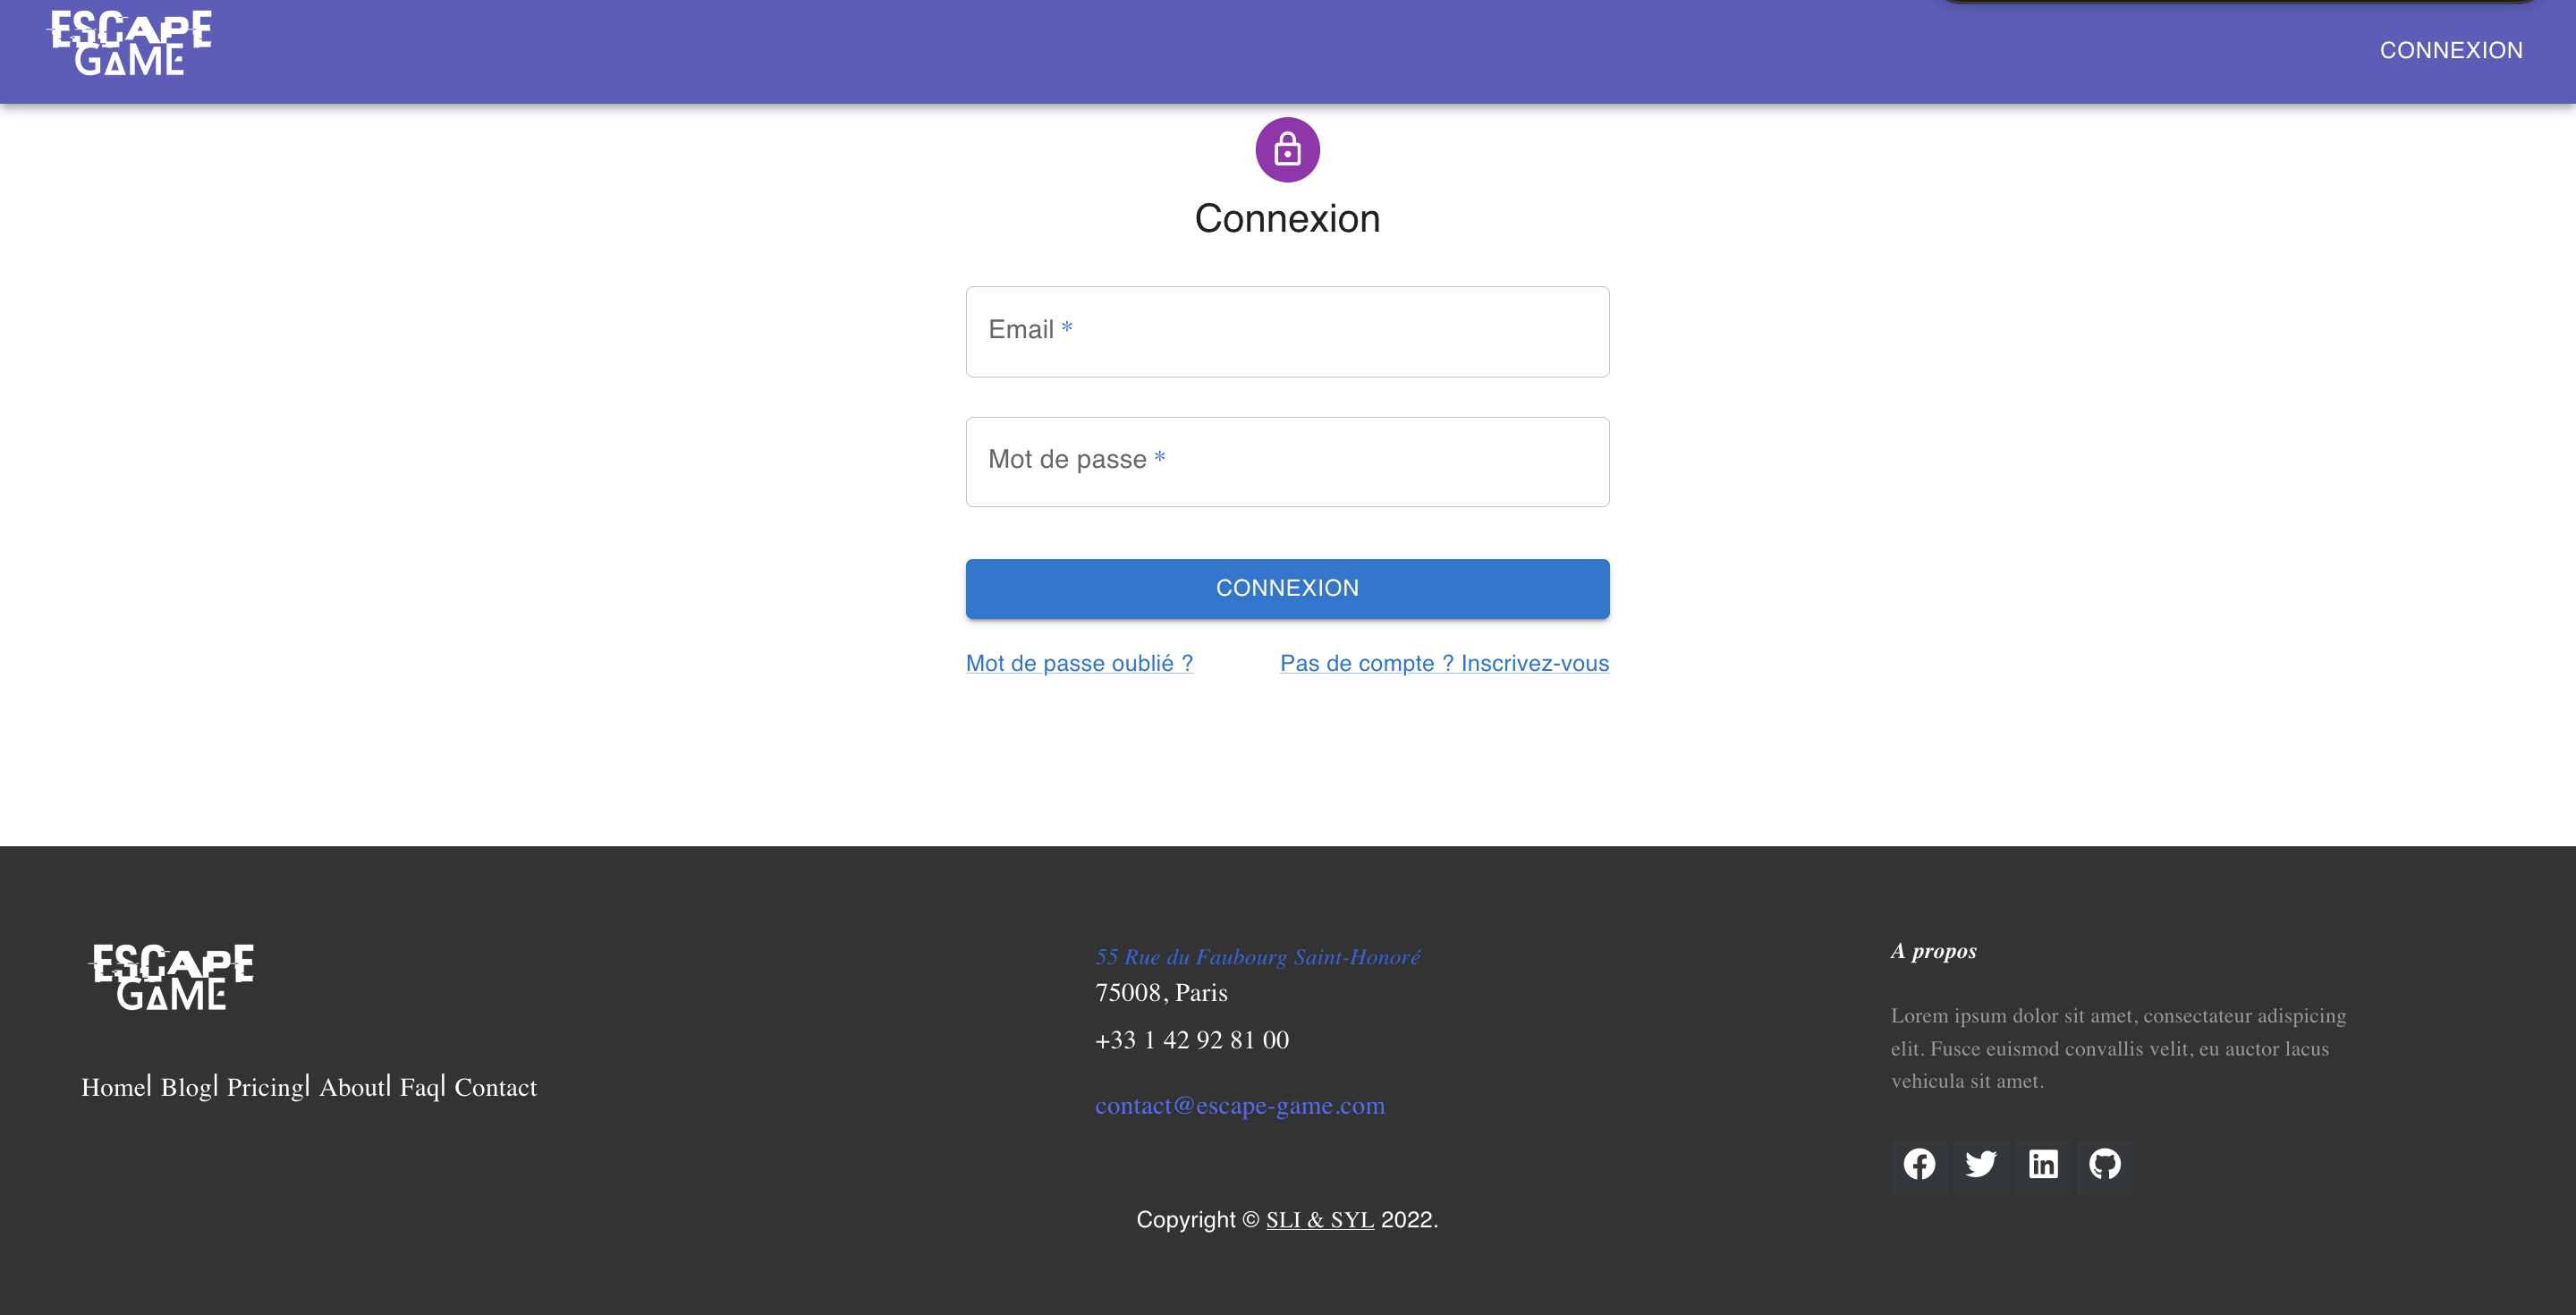 ESCAPE
GAME
CONNEXION
Connexion
Email *
Mot de passe *
CONNEXION
Mot de passe oublié ?
Pas de compte ? Inscrivez-vous
ESCAPE
GAME
Home| Blog| Pricing| About| Faq| Contact
55 Rue du Faubourg Saint-Honoré
75008, Paris
+33 1 42 92 81 00
contact@escape-game.com
A propos
Lorem ipsum dolor sit amet, consectateur adispicing
elit. Fusce euismod convallis velit, eu auctor lacus
vehicula sit amet.
Copyright © SLI & SYL 2022.